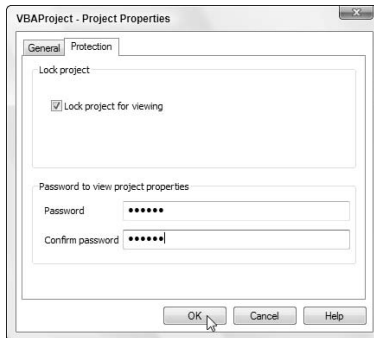 VBAProject - Project Properties
General Protection
Lock project
Lock project for viewing
Password to view project properties
Password ••••••
Confirm password ••••••
OK Cancel Help